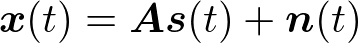 𝒙(t) = 𝑨𝒔(t) + 𝒏(t)